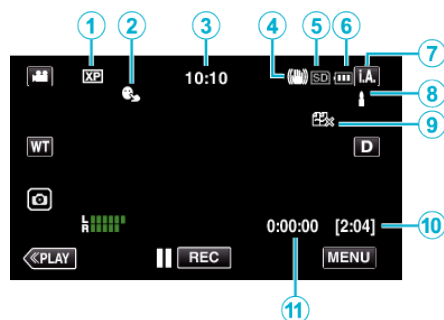 1 2 3 4 5 6
7
XP 10:10 SD i.A.
8
9
WT D
L
R
0:00:00 [2:04] 10
≪PLAY REC MENU
11